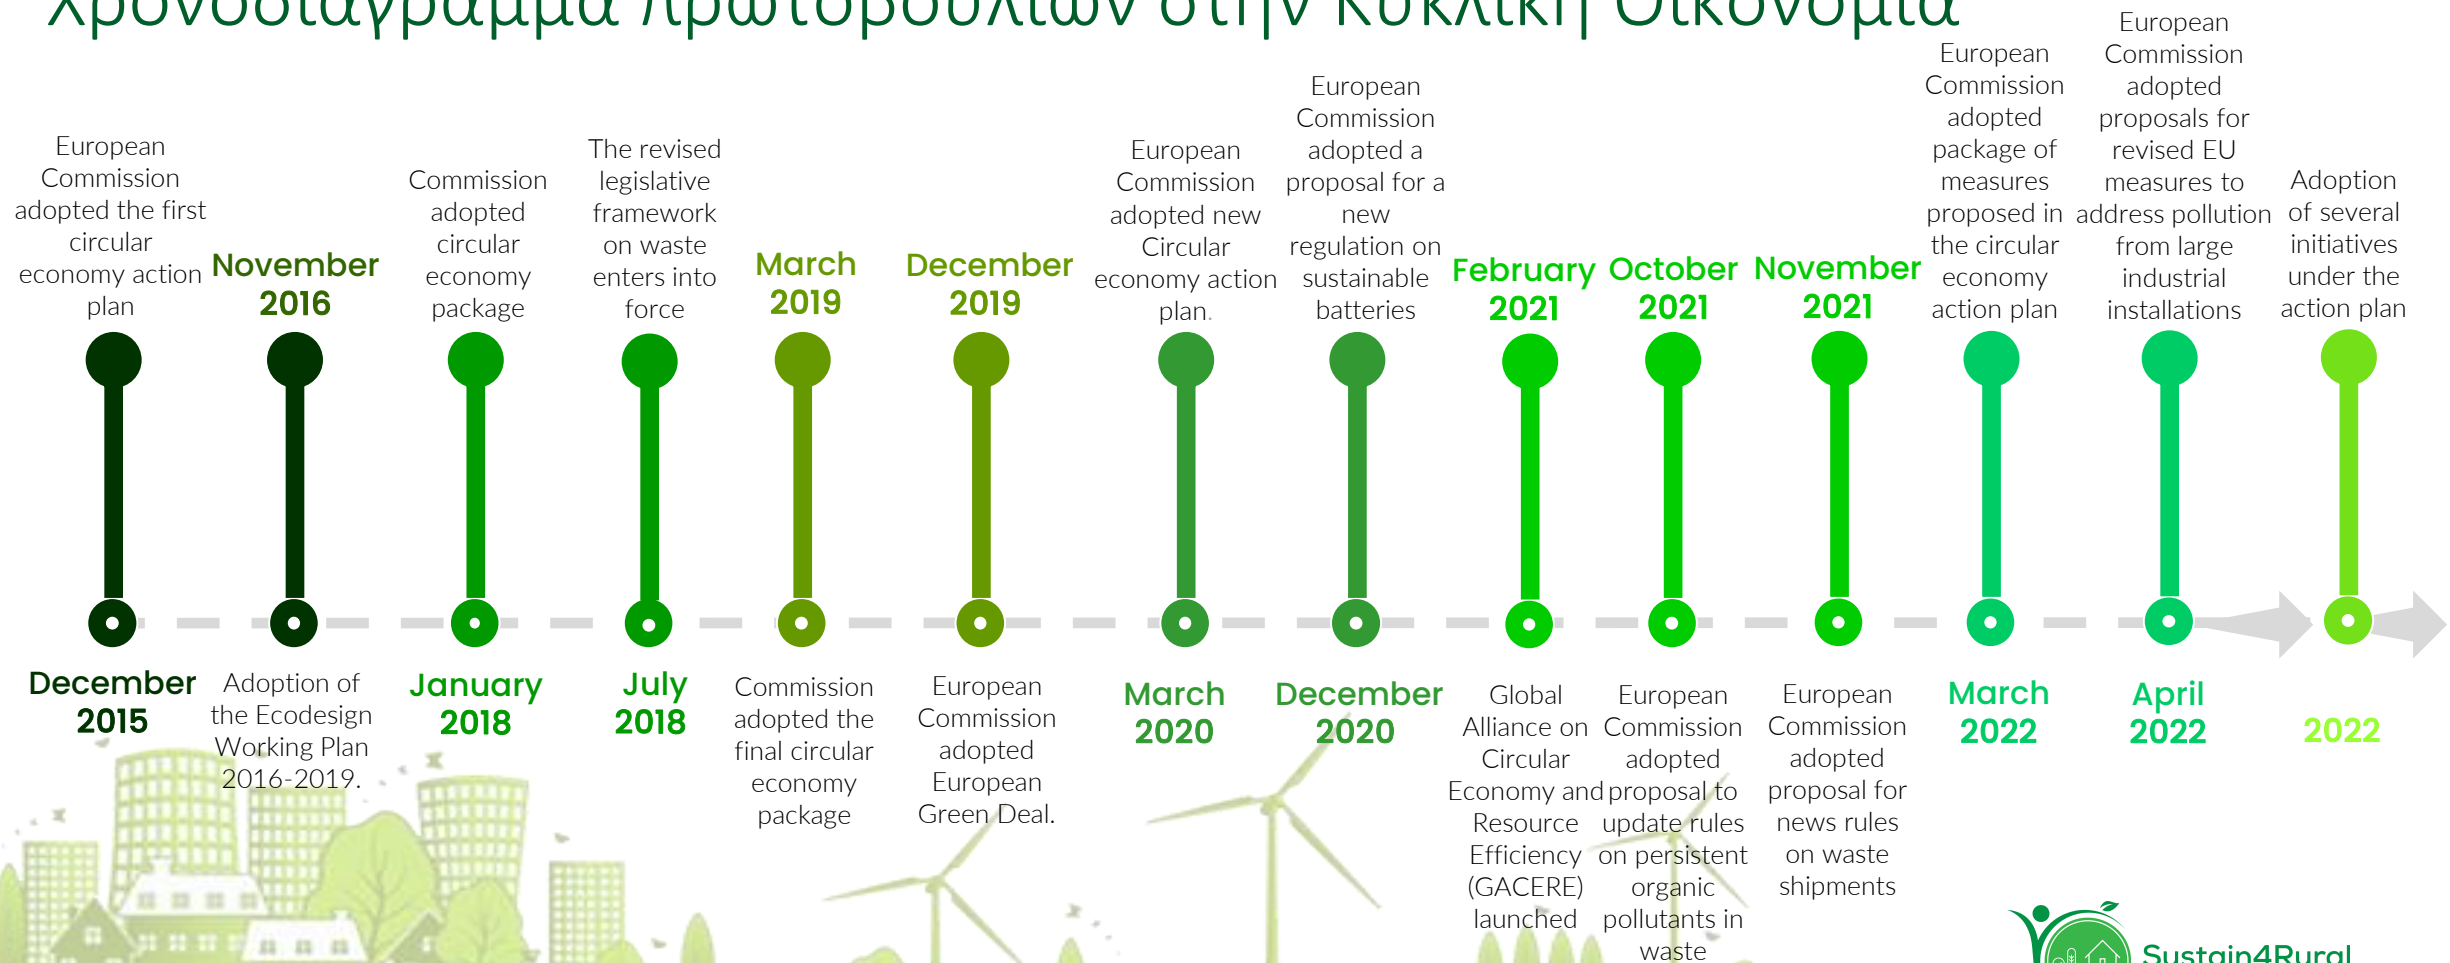 Χρονοδιάγραμμα Πρωτοβουλιών στην Κυκλική Οικονομία
European
Commission
adopted the first
circular
economy action
plan
December
2015
November
2016
Adoption of
the Ecodesign
Working Plan
2016-2019.
Commission
adopted
circular
economy
package
January
2018
The revised
legislative
framework
on waste
enters into
force
July
2018
March
2019
Commission
adopted the
final circular
economy
package
December
2019
European
Commission
adopted
European
Green Deal.
European
Commission
adopted new
Circular
economy action
plan.
March
2020
European
Commission
adopted a
proposal for a
new
regulation on
sustainable
batteries
December
2020
February
2021
Global
Alliance on
Circular
Economy and
Resource
Efficiency
(GACERE)
launched
October
2021
European
Commission
adopted
proposal to
update rules
on persistent
organic
pollutants in
waste
November
2021
European
Commission
adopted
proposal for
news rules
on waste
shipments
European
Commission
adopted
package of
measures
proposed in
the circular
economy
action plan
March
2022
European
Commission
adopted
proposals for
revised EU
measures to
address pollution
from large
industrial
installations
April
2022
Adoption
of several
initiatives
under the
action plan
2022
Sustain4Rural